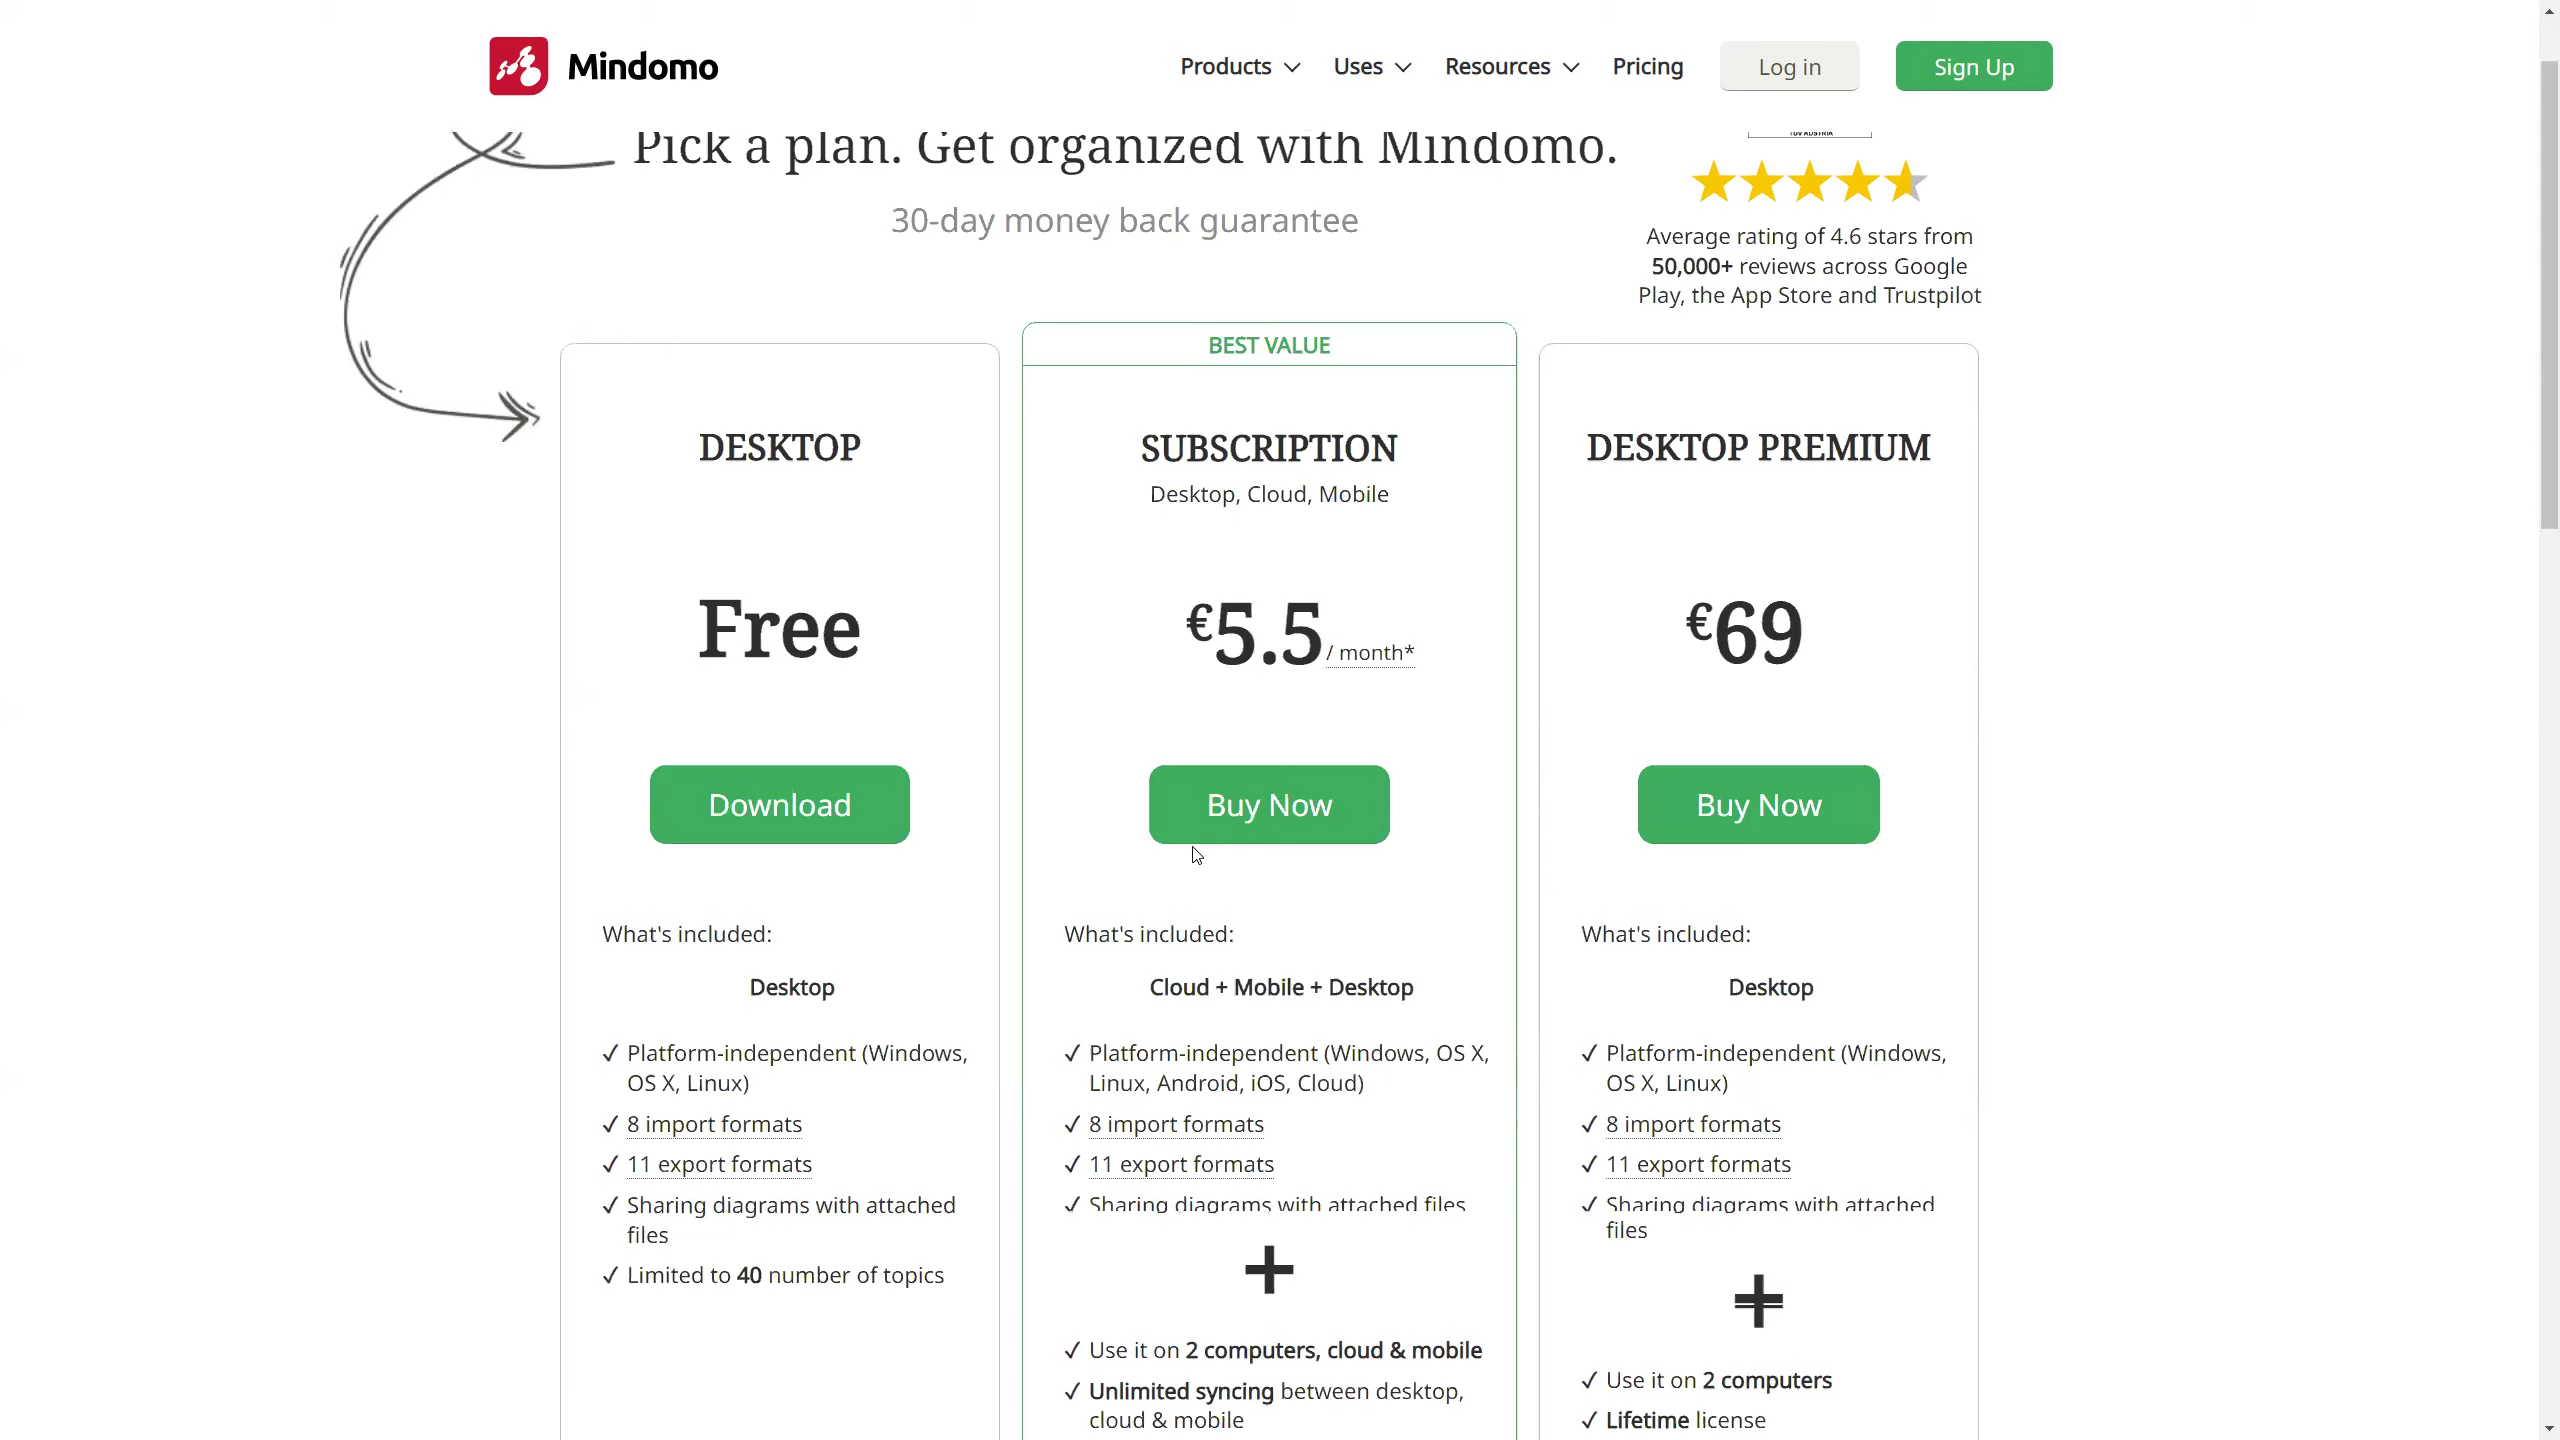 Mindomo
Products
Uses
Resources
Pricing
Log in
Sign Up
Pick a plan. Get organized with Mindomo.
30-day money back guarantee
TÜV AUSTRIA
Average rating of 4.6 stars from
50,000+ reviews across Google
Play, the App Store and Trustpilot
DESKTOP
Free
Download
What's included:
Desktop
✓ Platform-independent (Windows,
OS X, Linux)
✓ 8 import formats
✓ 11 export formats
✓ Sharing diagrams with attached
files
✓ Limited to 40 number of topics
BEST VALUE
SUBSCRIPTION
Desktop, Cloud, Mobile
€5.5 / month*
Buy Now
What's included:
Cloud + Mobile + Desktop
✓ Platform-independent (Windows, OS X,
Linux, Android, iOS, Cloud)
✓ 8 import formats
✓ 11 export formats
✓ Sharing diagrams with attached files
+
✓ Use it on 2 computers, cloud & mobile
✓ Unlimited syncing between desktop,
cloud & mobile
DESKTOP PREMIUM
€69
Buy Now
What's included:
Desktop
✓ Platform-independent (Windows,
OS X, Linux)
✓ 8 import formats
✓ 11 export formats
✓ Sharing diagrams with attached
files
+
✓ Use it on 2 computers
✓ Lifetime license